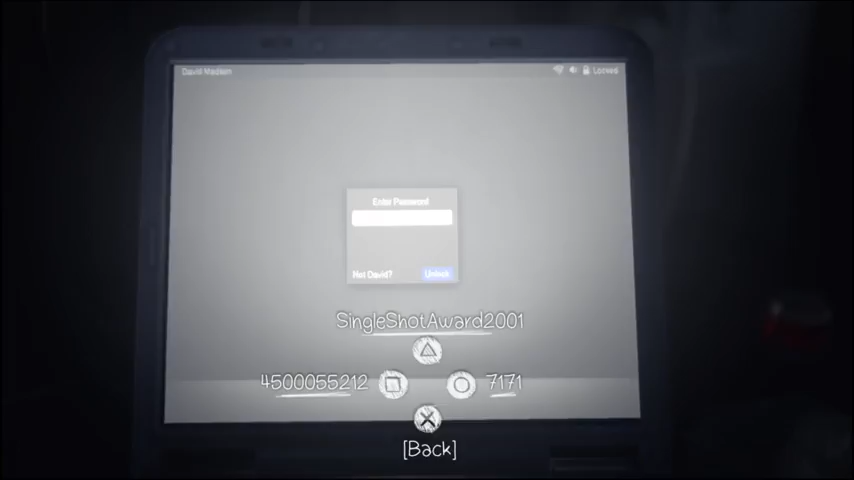 David Madsen
Locked
Enter Password
Not David?
Unlock
SingleShotAward2001
4500055212
7171
[Back]